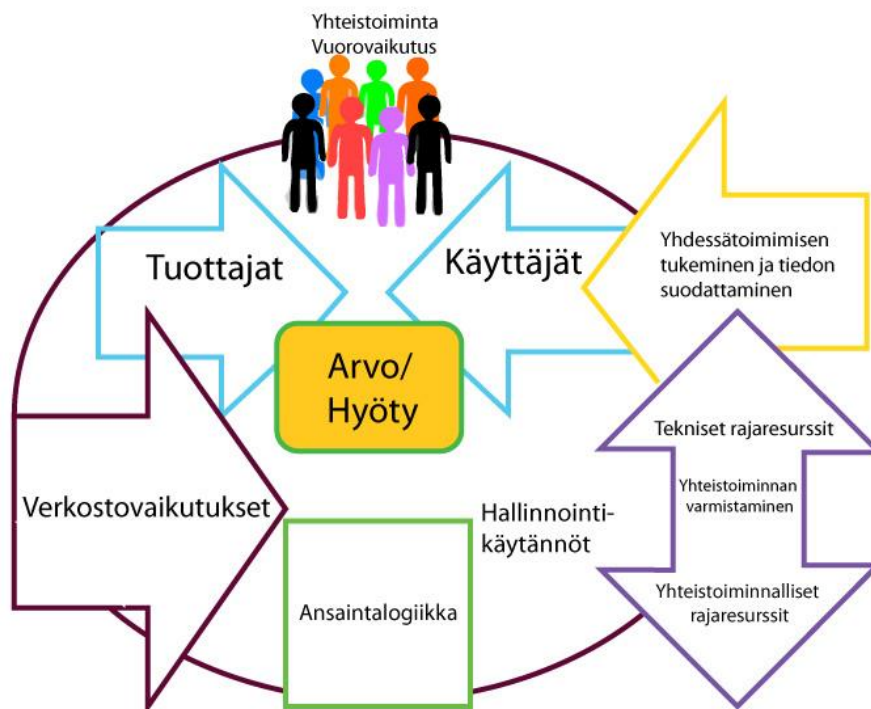 Yhteistoiminta
Vuorovaikutus
Tuottajat
Käyttäjät
Yhdessätoimimisen
tukeminen ja tiedon
suodattaminen
Arvo/
Hyöty
Tekniset rajaresurssit
Yhteistoiminnan
varmistaminen
Yhteistoiminnalliset
rajaresurssit
Verkostovaikutukset
Hallinnointi-
käytännöt
Ansaintalogiikka